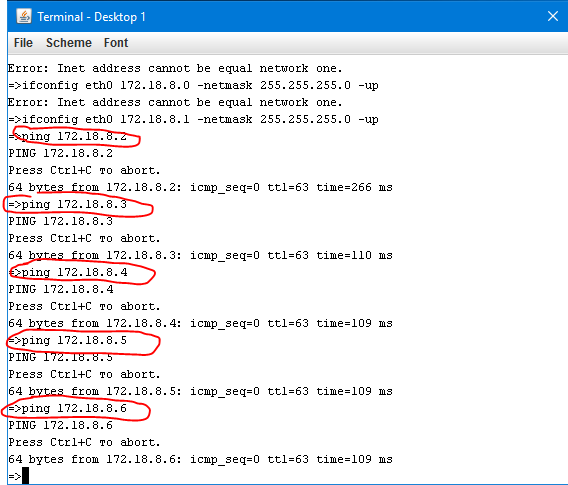 Terminal - Desktop 1
File Scheme Font
Error: Inet address cannot be equal network one.
=>ifconfig eth0 172.18.8.0 -netmask 255.255.255.0 -up
Error: Inet address cannot be equal network one.
=>ifconfig eth0 172.18.8.1 -netmask 255.255.255.0 -up
=>ping 172.18.8.2
PING 172.18.8.2
Press Ctrl+C to abort.
64 bytes from 172.18.8.2: icmp_seq=0 ttl=63 time=266 ms
=>ping 172.18.8.3
PING 172.18.8.3
Press Ctrl+C to abort.
64 bytes from 172.18.8.3: icmp_seq=0 ttl=63 time=110 ms
=>ping 172.18.8.4
PING 172.18.8.4
Press Ctrl+C to abort.
64 bytes from 172.18.8.4: icmp_seq=0 ttl=63 time=109 ms
=>ping 172.18.8.5
PING 172.18.8.5
Press Ctrl+C to abort.
64 bytes from 172.18.8.5: icmp_seq=0 ttl=63 time=109 ms
=>ping 172.18.8.6
PING 172.18.8.6
Press Ctrl+C to abort.
64 bytes from 172.18.8.6: icmp_seq=0 ttl=63 time=109 ms
=>